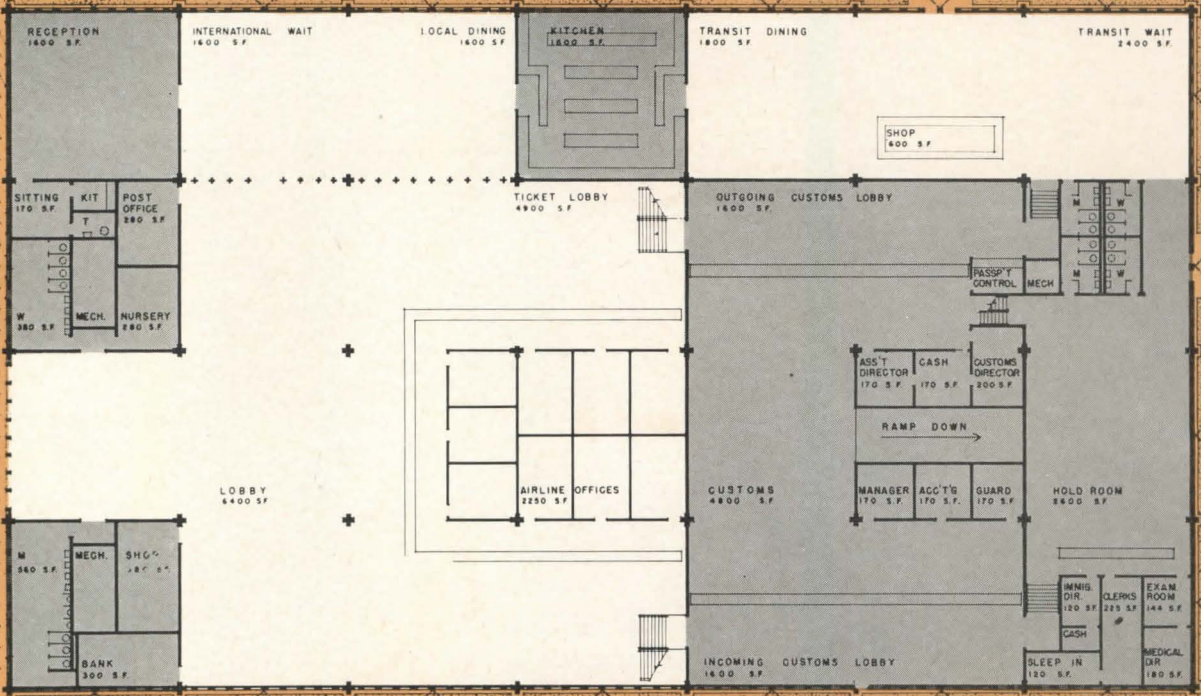 RECEPTION
1600 S.F.
INTERNATIONAL WAIT
1600 S.F.
LOCAL DINING
1600 S.F.
KITCHEN
1600 S.F.
TRANSIT DINING
1800 S.F.
TRANSIT WAIT
2400 S.F.
SHOP
600 S.F.
SITTING
170 S.F.
KIT
T
POST
OFFICE
280 S.F.
TICKET LOBBY
4900 S.F.
OUTGOING CUSTOMS LOBBY
1600 S.F.
M
W
M
W
PASSP'T
CONTROL
MECH
W
380 S.F.
MECH.
NURSERY
280 S.F.
ASS'T
DIRECTOR
170 S.F.
CASH
170 S.F.
CUSTOMS
DIRECTOR
200 S.F.
RAMP DOWN
LOBBY
6400 S.F.
AIRLINE OFFICES
2250 S.F.
CUSTOMS
4800 S.F.
MANAGER
170 S.F.
ACC'T'G
170 S.F.
GUARD
170 S.F.
HOLD ROOM
S.F.
M
560 S.F.
MECH.
SHOP
S.F.
IMMIG.
DIR.
120 S.F.
CLERKS
225 S.F.
EXAM.
ROOM
144 S.F.
CASH
BANK
300 S.F.
INCOMING CUSTOMS LOBBY
1600 S.F.
SLEEP IN
120 S.F.
MEDICAL
DIR
180 S.F.